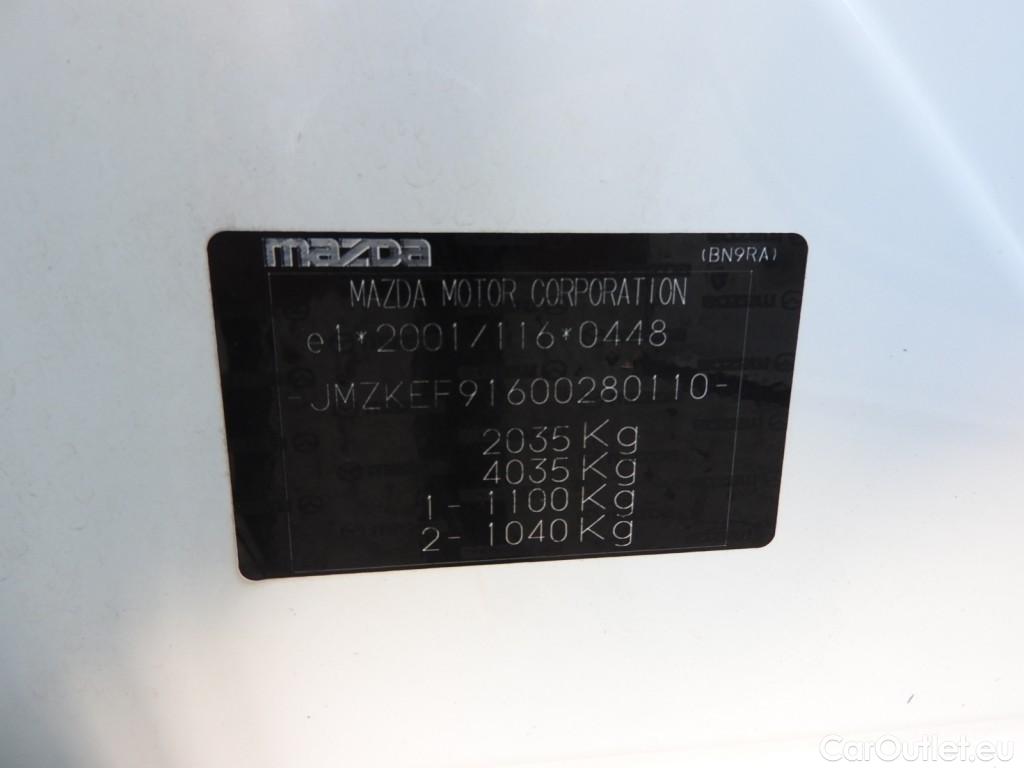 mazda (BN9RA)
MAZDA MOTOR CORPORATION
e1*2001/116*0448
-JMZKEF91600280110-
2035 Kg
4035 Kg
1- 1100 Kg
2- 1040 Kg
CarOutlet.eu